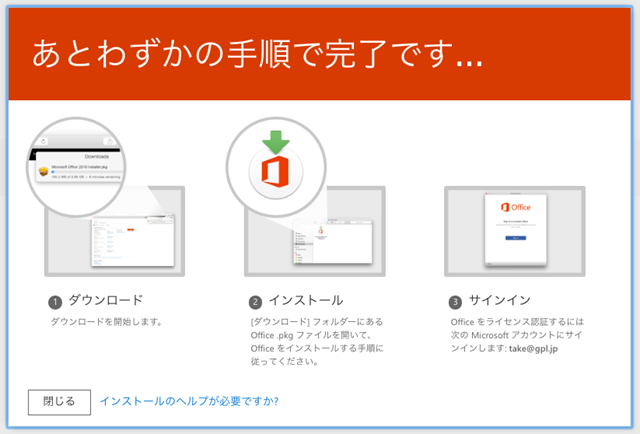 あとわずかの手順で完了です...
Downloads
Microsoft Office 2016 Installer.pkg
Office
1 ダウンロード
ダウンロードを開始します。
2 インストール
[ダウンロード] フォルダーにある
Office .pkg ファイルを開いて、
Office をインストールする手順に
従ってください。
3 サインイン
Office をライセンス認証するには
次の Microsoft アカウントにサ
インインします: take@gpl.jp
閉じる
インストールのヘルプが必要ですか?